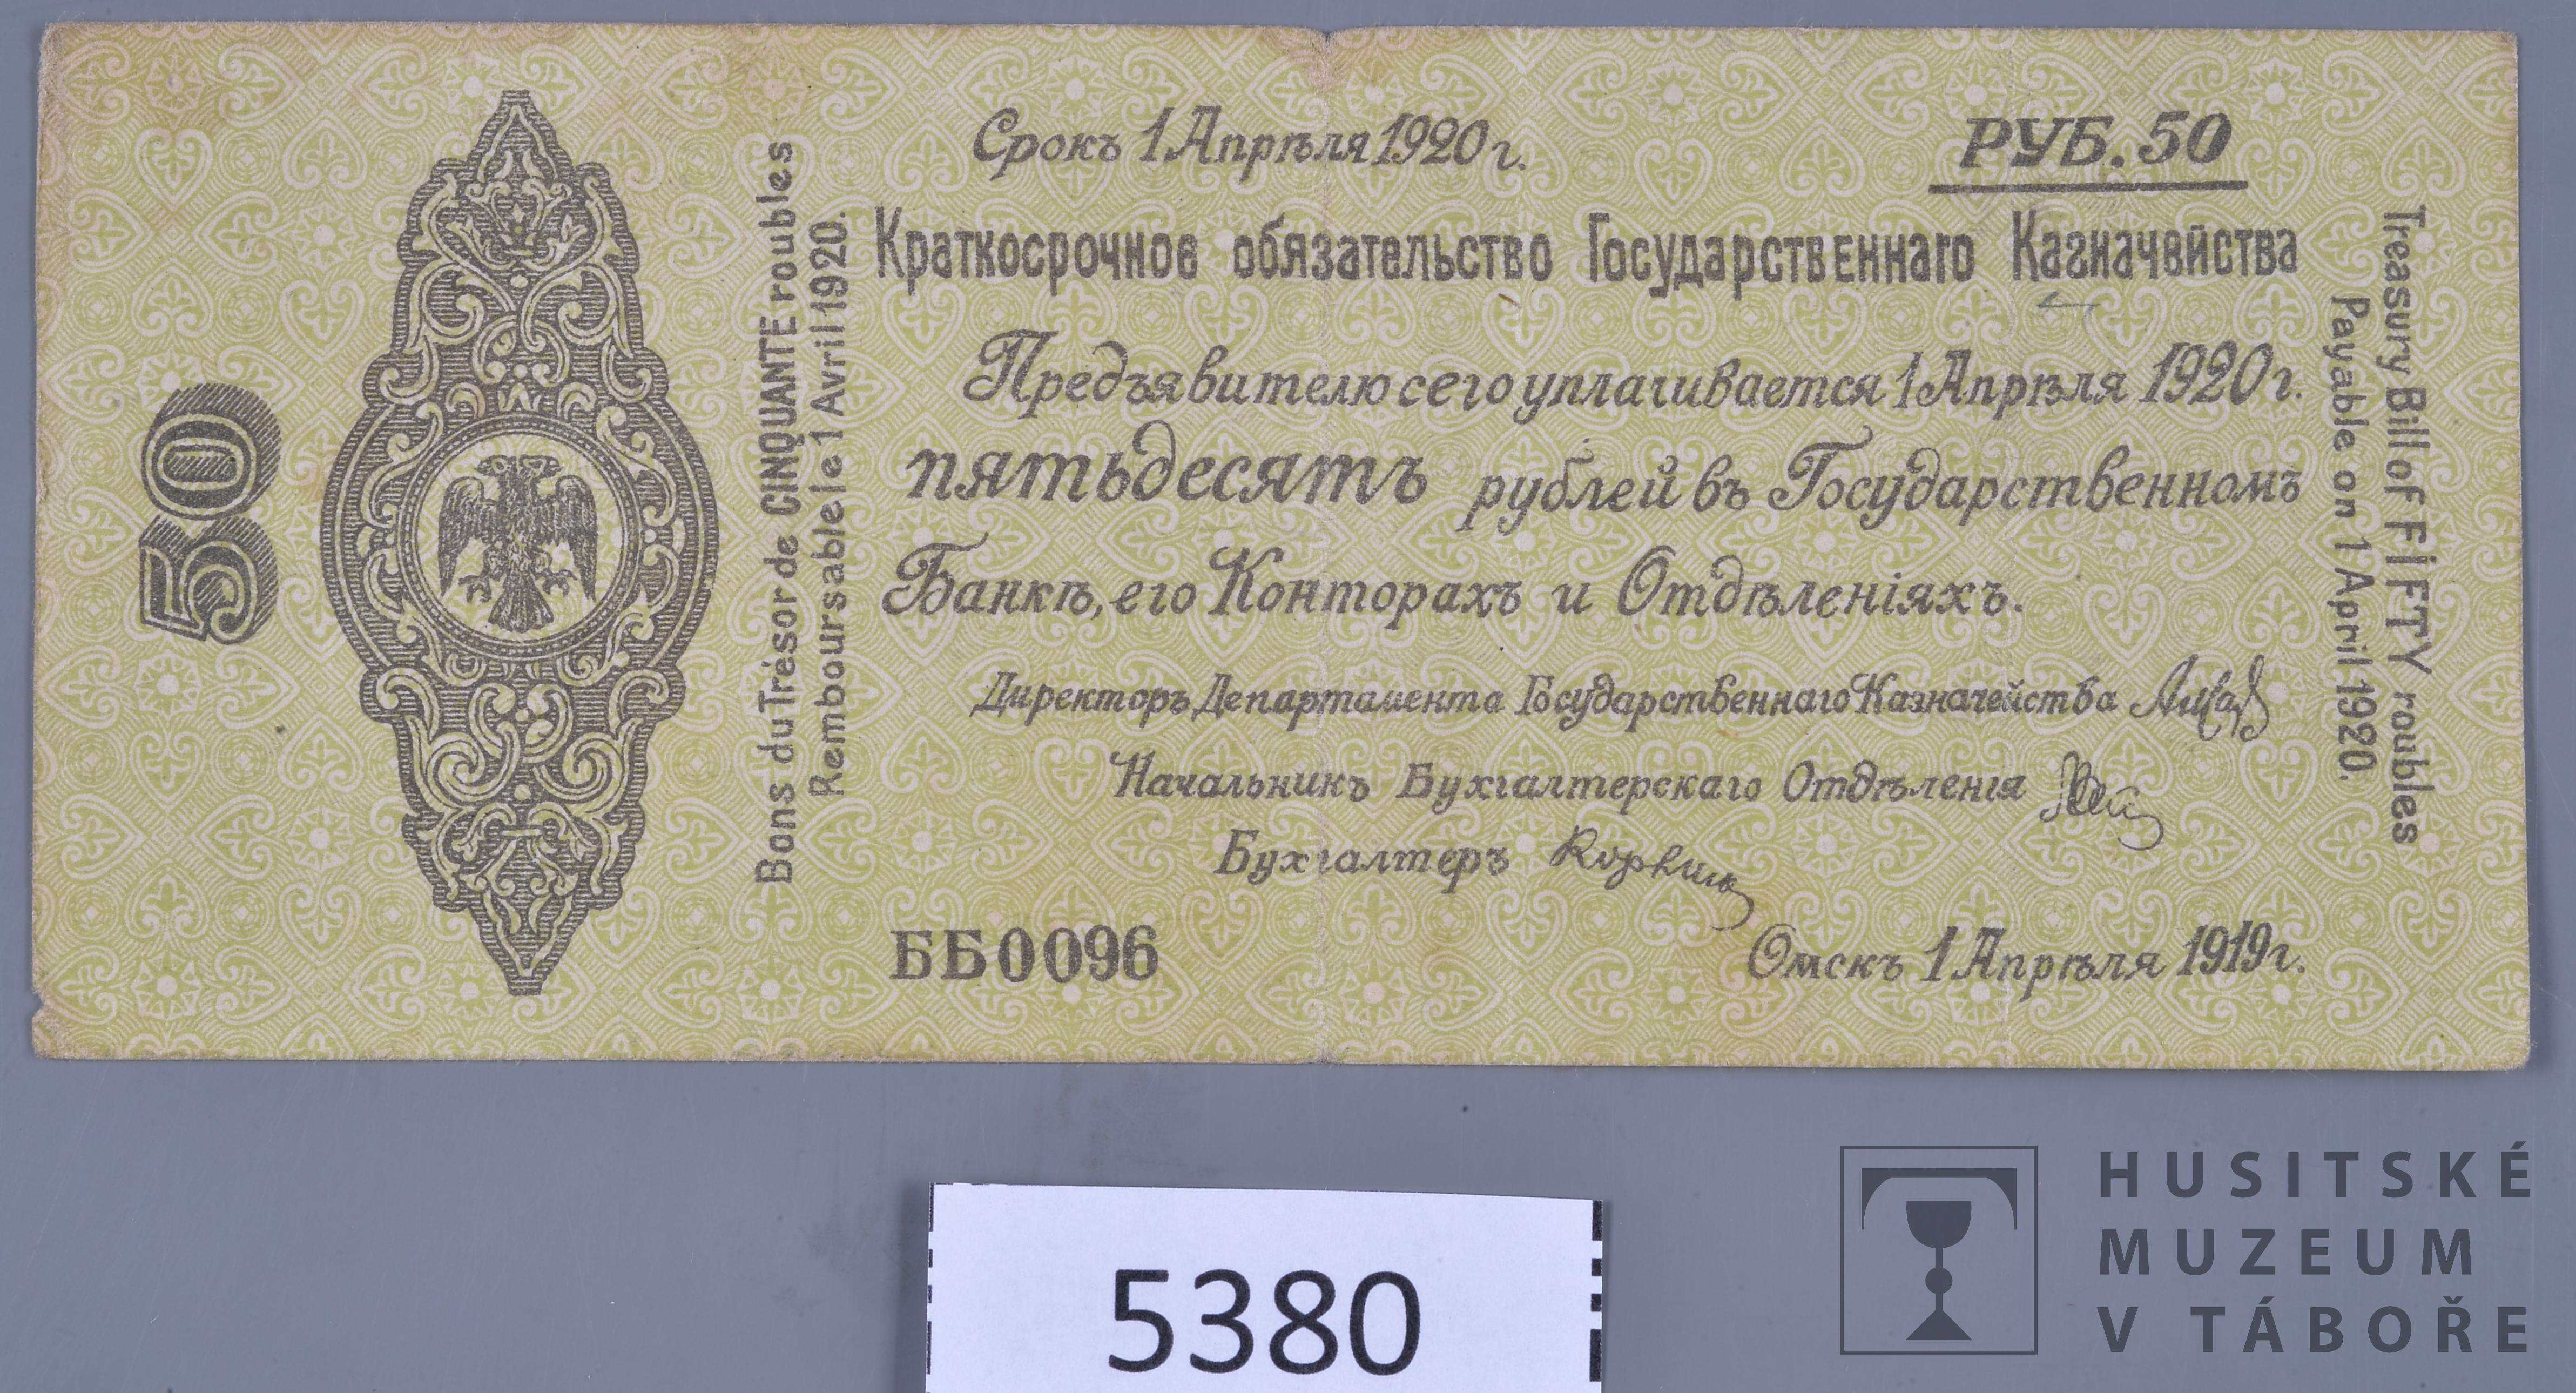 50
Bons du Trésor de CINQUANTE roubles
Remboursable le 1 Avril 1920.
Срокъ 1 Апрѣля 1920 г.
РУБ. 50
Краткосрочное обязательство Государственнаго Казначейства
Предъявителю сего уплачивается 1 Апрѣля 1920 г.
пятьдесятъ рублей въ Государственномъ
Банкѣ, его Конторахъ и Отдѣленіяхъ.
Директоръ Департамента Государственнаго Казначейства
Начальникъ Бухгалтерскаго Отдѣленія
Бухгалтеръ
ББ0096
Омскъ 1 Апрѣля 1919 г.
Treasury Bill of FİFTY roubles
Payable on 1 April 1920.
5380
HUSITSKÉ
MUZEUM
V TÁBOŘE